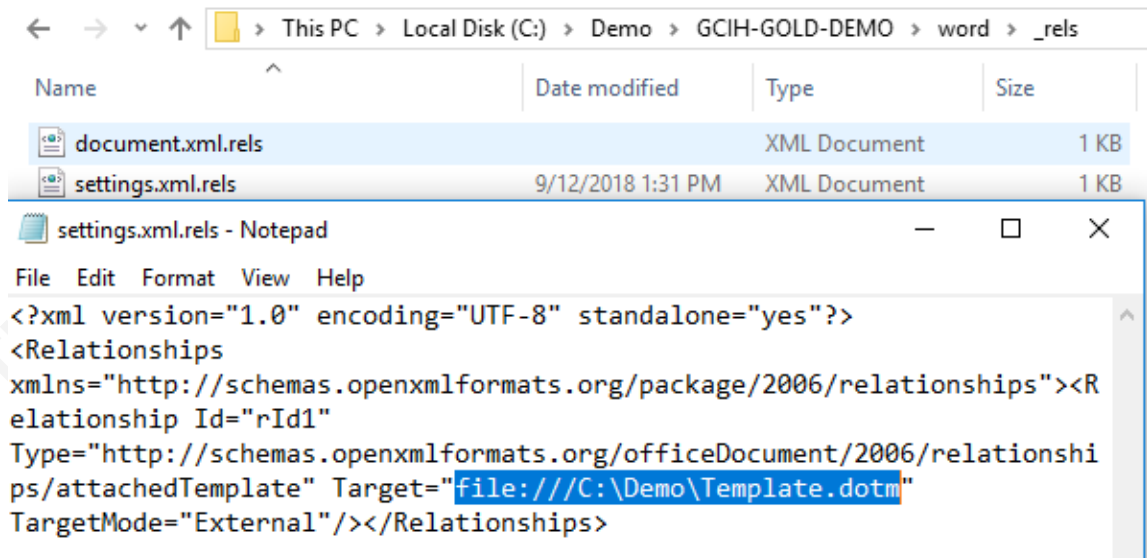 This PC > Local Disk (C:) > Demo > GCIH-GOLD-DEMO > word > _rels
Name Date modified Type Size
document.xml.rels XML Document 1 KB
settings.xml.rels 9/12/2018 1:31 PM XML Document 1 KB
settings.xml.rels - Notepad
File Edit Format View Help
<?xml version="1.0" encoding="UTF-8" standalone="yes"?>
<Relationships
xmlns="http://schemas.openxmlformats.org/package/2006/relationships"><R
elationship Id="rId1"
Type="http://schemas.openxmlformats.org/officeDocument/2006/relationshi
ps/attachedTemplate" Target="file:///C:\Demo\Template.dotm"
TargetMode="External"/></Relationships>